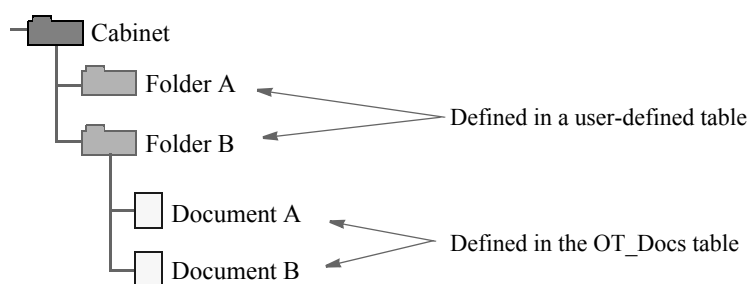 Cabinet
Folder A
Defined in a user-defined table
Folder B
Document A
Defined in the OT_Docs table
Document B